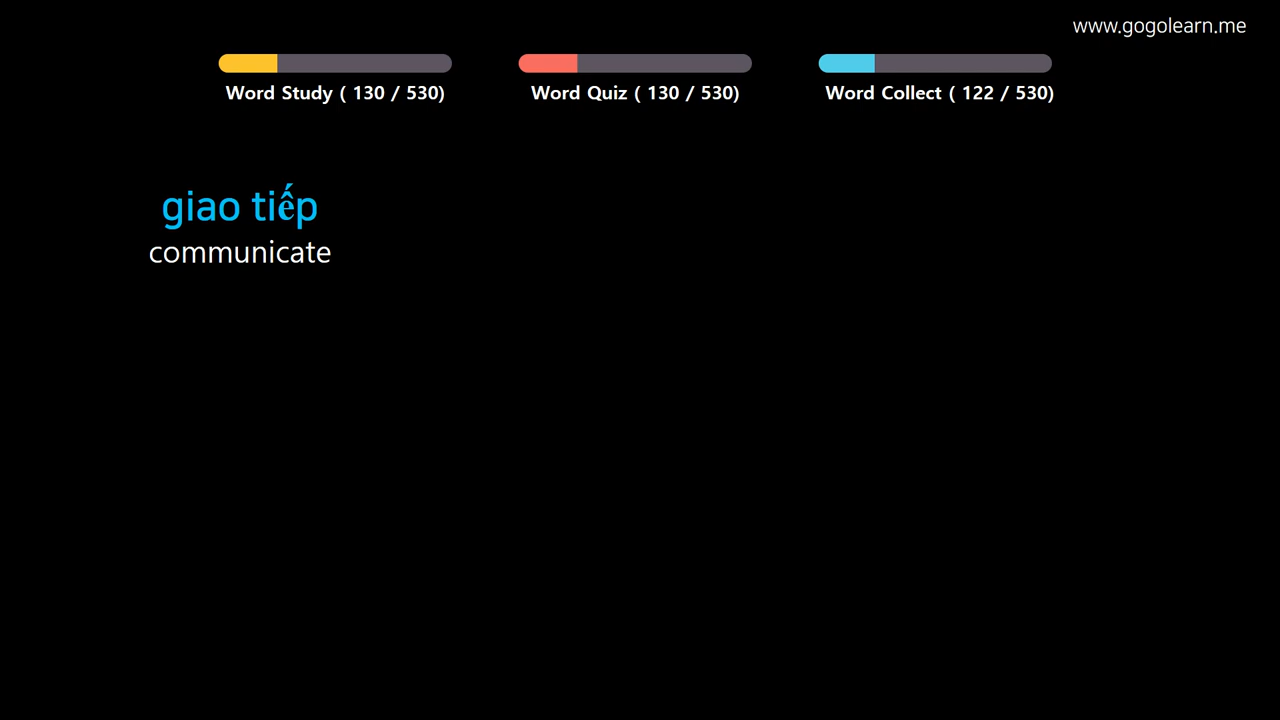 www.gogolearn.me
Word Study ( 130 / 530)
Word Quiz ( 130 / 530)
Word Collect ( 122 / 530)
giao tiếp
communicate